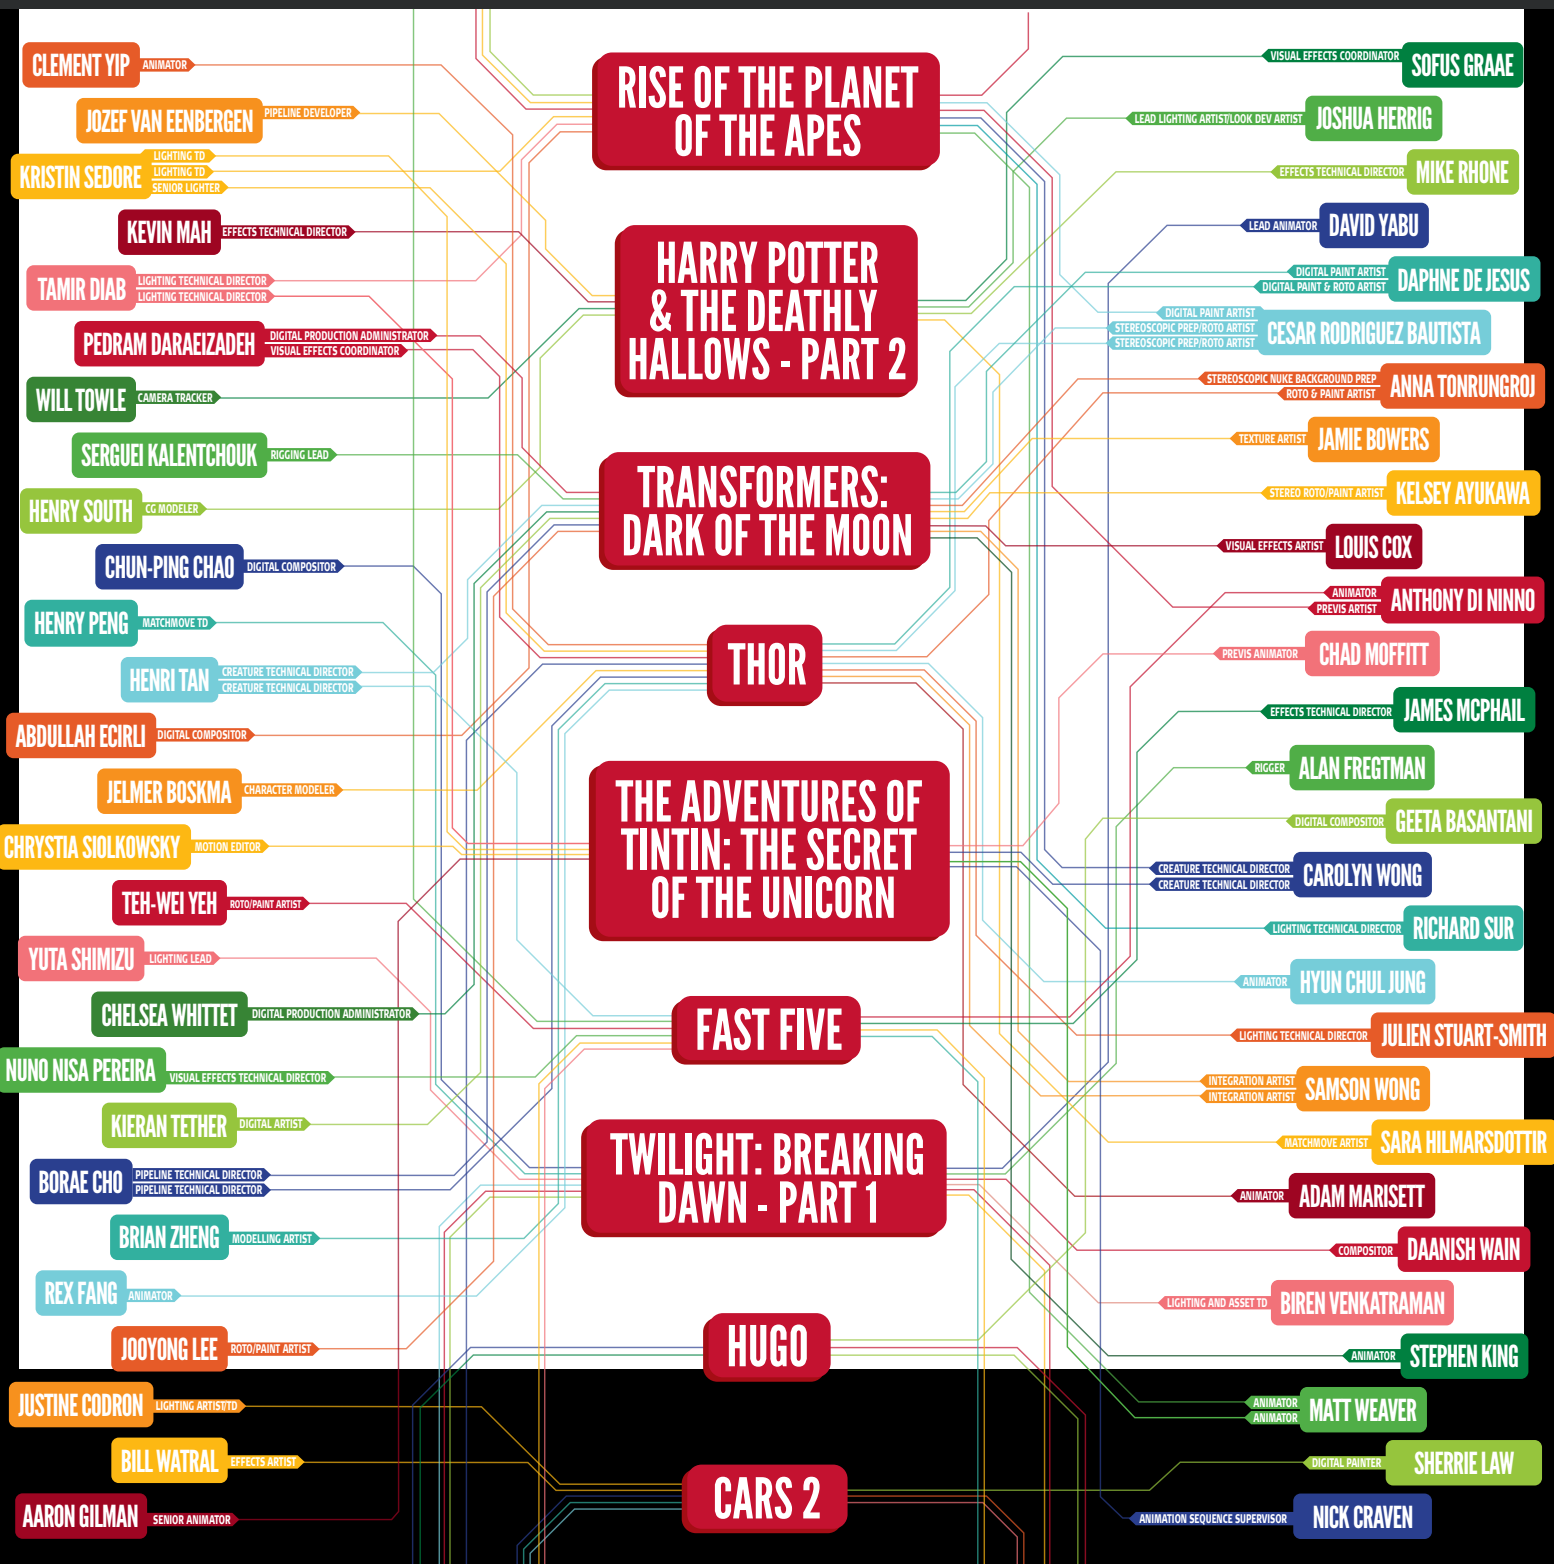 CLEMENT YIP
ANIMATOR
JOZEF VAN EENBERGEN
PIPELINE DEVELOPER
KRISTIN SEDORE
LIGHTING TD
LIGHTING TD
SENIOR LIGHTER
KEVIN MAH
EFFECTS TECHNICAL DIRECTOR
TAMIR DIAB
LIGHTING TECHNICAL DIRECTOR
LIGHTING TECHNICAL DIRECTOR
PEDRAM DARAEIZADEH
DIGITAL PRODUCTION ADMINISTRATOR
VISUAL EFFECTS COORDINATOR
WILL TOWLE
CAMERA TRACKER
SERGUEI KALENTCHOUK
RIGGING LEAD
HENRY SOUTH
CG MODELER
CHUN-PING CHAO
DIGITAL COMPOSITOR
HENRY PENG
MATCHMOVE TD
HENRI TAN
CREATURE TECHNICAL DIRECTOR
CREATURE TECHNICAL DIRECTOR
ABDULLAH ECIRLI
DIGITAL COMPOSITOR
JELMER BOSKMA
CHARACTER MODELER
CHRYSTIA SIOLKOWSKY
MOTION EDITOR
TEH-WEI YEH
ROTO/PAINT ARTIST
YUTA SHIMIZU
LIGHTING LEAD
CHELSEA WHITTET
DIGITAL PRODUCTION ADMINISTRATOR
NUNO NISA PEREIRA
VISUAL EFFECTS TECHNICAL DIRECTOR
KIERAN TETHER
DIGITAL ARTIST
BORAE CHO
PIPELINE TECHNICAL DIRECTOR
PIPELINE TECHNICAL DIRECTOR
BRIAN ZHENG
MODELLING ARTIST
REX FANG
ANIMATOR
JOOYONG LEE
ROTO/PAINT ARTIST
JUSTINE CODRON
LIGHTING ARTIST/TD
BILL WATRAL
EFFECTS ARTIST
AARON GILMAN
SENIOR ANIMATOR
RISE OF THE PLANET
OF THE APES
HARRY POTTER
& THE DEATHLY
HALLOWS - PART 2
TRANSFORMERS:
DARK OF THE MOON
THOR
THE ADVENTURES OF
TINTIN: THE SECRET
OF THE UNICORN
FAST FIVE
TWILIGHT: BREAKING
DAWN - PART 1
HUGO
CARS 2
VISUAL EFFECTS COORDINATOR
SOFUS GRAAE
LEAD LIGHTING ARTIST/LOOK DEV ARTIST
JOSHUA HERRIG
EFFECTS TECHNICAL DIRECTOR
MIKE RHONE
LEAD ANIMATOR
DAVID YABU
DIGITAL PAINT ARTIST
DIGITAL PAINT & ROTO ARTIST
DAPHNE DE JESUS
DIGITAL PAINT ARTIST
STEREOSCOPIC PREP/ROTO ARTIST
STEREOSCOPIC PREP/ROTO ARTIST
CESAR RODRIGUEZ BAUTISTA
STEREOSCOPIC NUKE BACKGROUND PREP
ROTO & PAINT ARTIST
ANNA TONRUNGROJ
TEXTURE ARTIST
JAMIE BOWERS
STEREO ROTO/PAINT ARTIST
KELSEY AYUKAWA
VISUAL EFFECTS ARTIST
LOUIS COX
ANIMATOR
PREVIS ARTIST
ANTHONY DI NINNO
PREVIS ANIMATOR
CHAD MOFFITT
EFFECTS TECHNICAL DIRECTOR
JAMES MCPHAIL
RIGGER
ALAN FREGTMAN
DIGITAL COMPOSITOR
GEETA BASANTANI
CREATURE TECHNICAL DIRECTOR
CREATURE TECHNICAL DIRECTOR
CAROLYN WONG
LIGHTING TECHNICAL DIRECTOR
RICHARD SUR
ANIMATOR
HYUN CHUL JUNG
LIGHTING TECHNICAL DIRECTOR
JULIEN STUART-SMITH
INTEGRATION ARTIST
INTEGRATION ARTIST
SAMSON WONG
MATCHMOVE ARTIST
SARA HILMARSDOTTIR
ANIMATOR
ADAM MARISETT
COMPOSITOR
DAANISH WAIN
LIGHTING AND ASSET TD
BIREN VENKATRAMAN
ANIMATOR
STEPHEN KING
ANIMATOR
ANIMATOR
MATT WEAVER
DIGITAL PAINTER
SHERRIE LAW
ANIMATION SEQUENCE SUPERVISOR
NICK CRAVEN